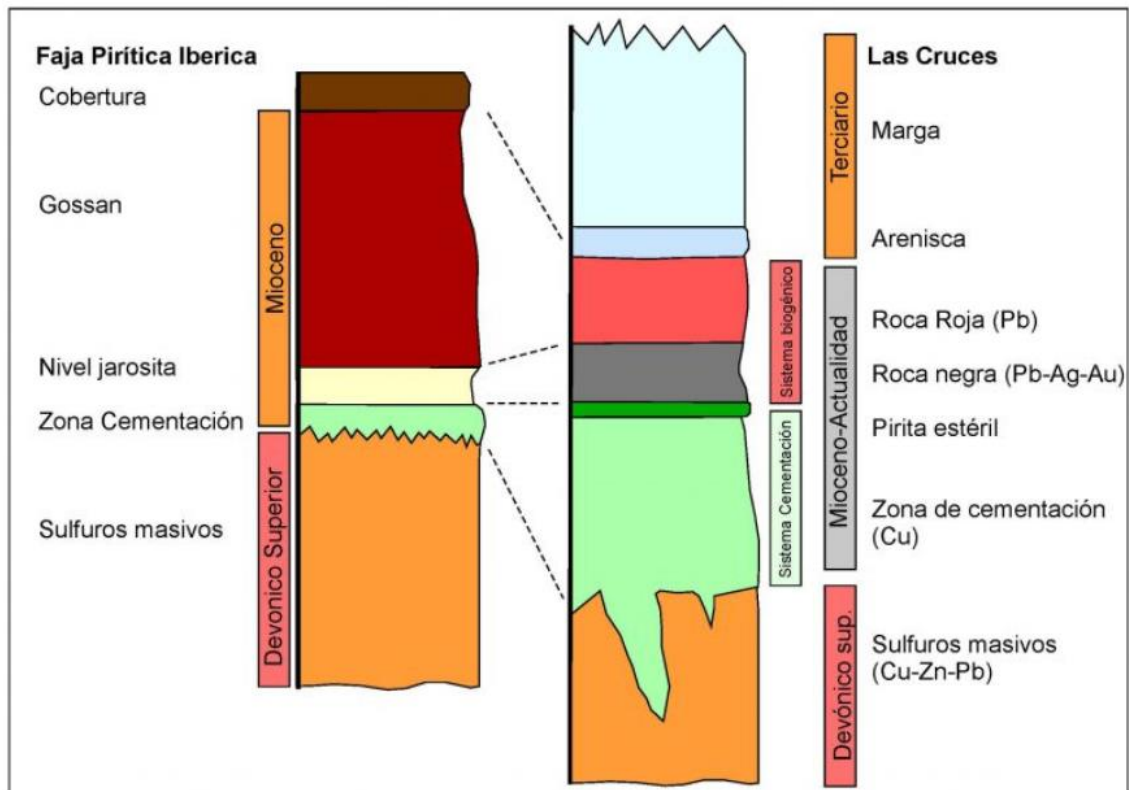 Faja Pirítica Iberica
Cobertura
Gossan
Nivel jarosita
Zona Cementación
Sulfuros masivos
Mioceno
Devonico Superior
Las Cruces
Marga
Arenisca
Roca Roja (Pb)
Roca negra (Pb-Ag-Au)
Pirita estéril
Zona de cementación
(Cu)
Sulfuros masivos
(Cu-Zn-Pb)
Sistema biogénico
Sistema Cementación
Terciario
Mioceno-Actualidad
Devónico sup.